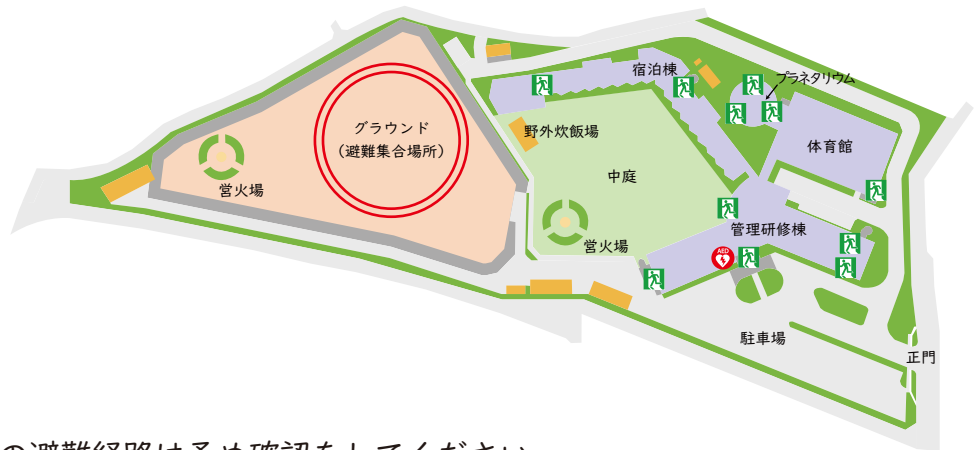 宿泊棟
プラネタリウム
グラウンド
（避難集合場所）
野外炊飯場
体育館
営火場
中庭
管理研修棟
営火場
AED
駐車場
正門
の避難経路は予め確認をしてください